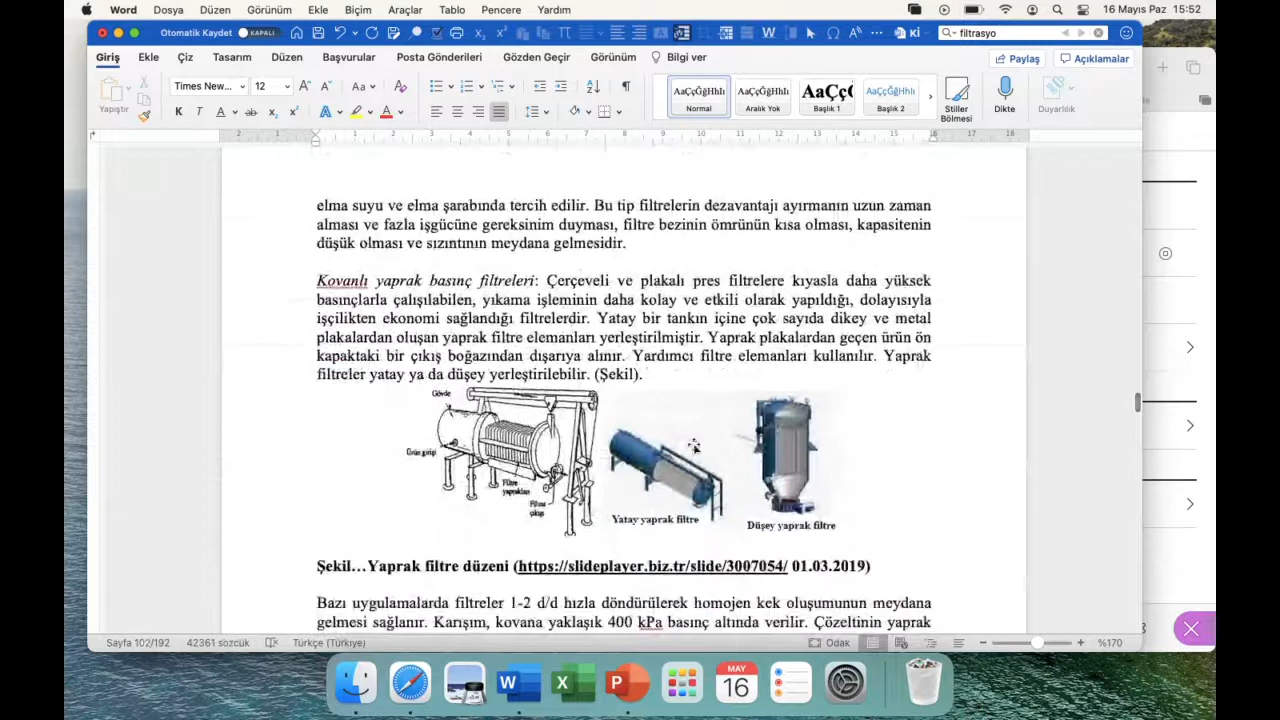 Word Dosya Düzen Görünüm Ekle Biçim Araçlar Tablo Pencere Yardım 16 Mayıs Paz 15:52
Otomatik Kaydet KAPALI Ki filtrasyo
Giriş Ekle Çiz Tasarım Düzen Başvurular Posta Gönderileri Gözden Geçir Görünüm Bilgi ver Paylaş Açıklamalar
Yapıştır Times New... 12 Normal Aralık Yok Başlık 1 Başlık 2 Stiller Bölmesi Dikte Duyarlılık
elma suyu ve elma şarabında tercih edilir. Bu tip filtrelerin dezavantajı ayırmanın uzun zaman
alması ve fazla işgücüne gereksinim duyması, filtre bezinin ömrünün kısa olması, kapasitenin
düşük olması ve sızıntının meydana gelmesidir.
Kovanlı yaprak basınç filtreleri: Çerçeveli ve plakalı pres filtrelere kıyasla daha yüksek
basınçlarla çalışılabilen, yıkama işleminin daha kolay ve etkili olarak yapıldığı, dolayısıyla
işçilikten ekonomi sağlandığı filtrelerdir. Yatay bir tankın içine çok sayıda dikey ve metal
plakalardan oluşan yaprak filtre elemanları yerleştirilmiştir. Yaprak plakalardan geçen ürün ön
kapaktaki bir çıkış boğazından dışarıya alınır. Yardımcı filtre elemanları kullanılır. Yaprak
filtreler yatay ya da düşey yerleştirilebilir. (Şekil).
Gövde
Ürün girişi
Filtre
yaprakları
çıkışı
Yatay yaprak filtre
Düşey yaprak filtre
Şekil…Yaprak filtre düzeni (https://slideplayer.biz.tr/slide/3007054/ 01.03.2019)
Bazı uygulamalarda filtreler 1-2 d/d hızla döndürülerek homojen kek oluşumunun meydana
gelmesi sağlanır. Karışım, kovana yaklaşık 400 kPa basınç altında verilir. Çözeltinin yaprak
Sayfa 102/192 42361 sözcük Türkçe (Türkiye) Odak %170
MAY
16